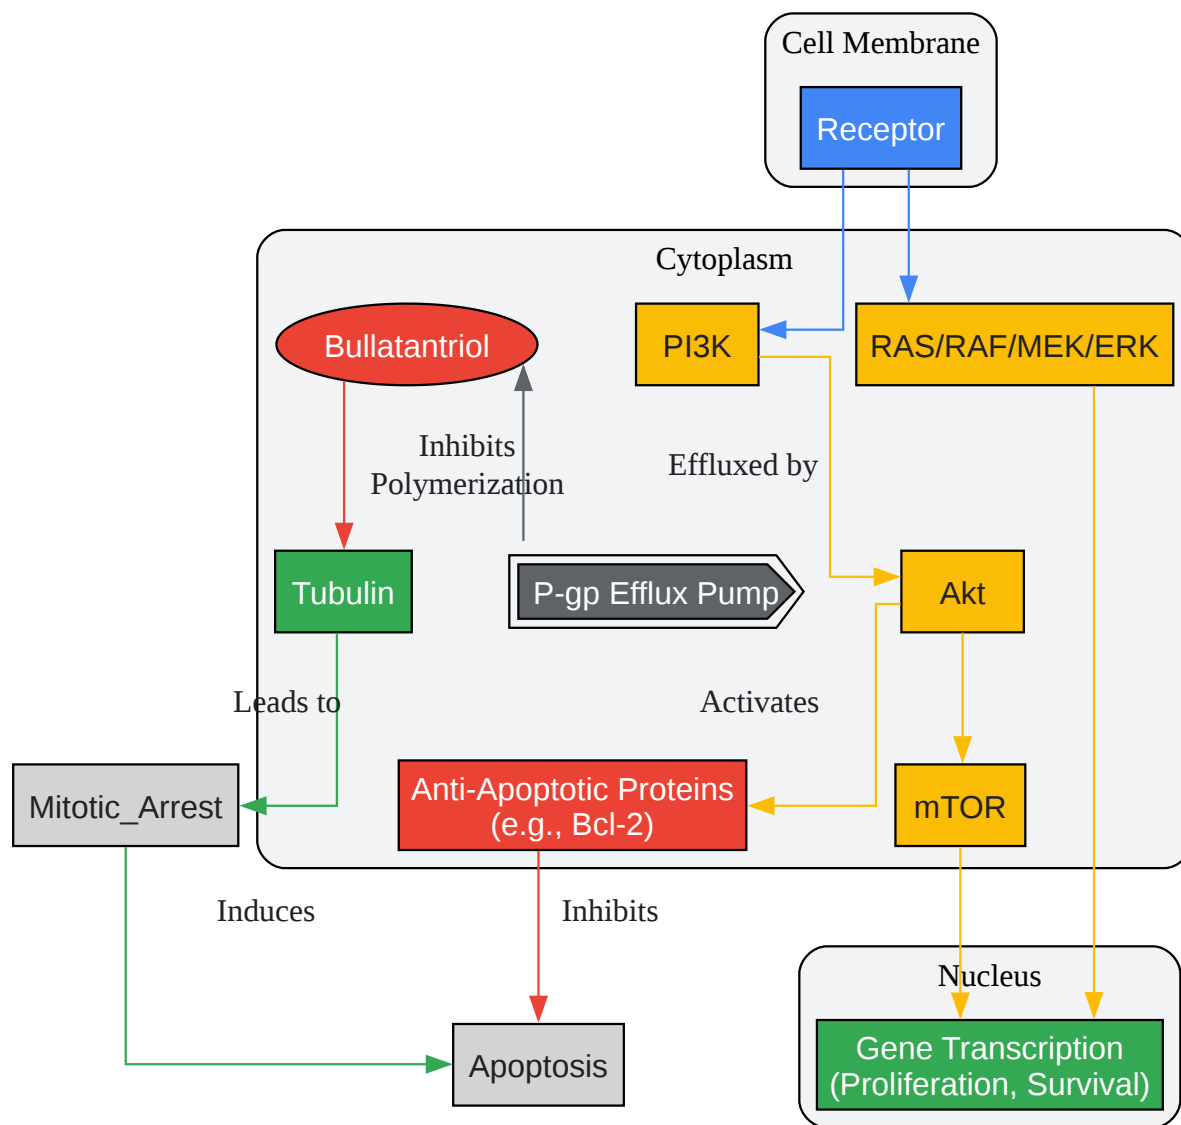 Cell Membrane
Receptor
Cytoplasm
Bullatantriol
PI3K
RAS/RAF/MEK/ERK
Inhibits
Polymerization
Effluxed by
Tubulin
P-gp Efflux Pump
Akt
Leads to
Activates
Mitotic_Arrest
Anti-Apoptotic Proteins
(e.g., Bcl-2)
mTOR
Induces
Inhibits
Nucleus
Apoptosis
Gene Transcription
(Proliferation, Survival)